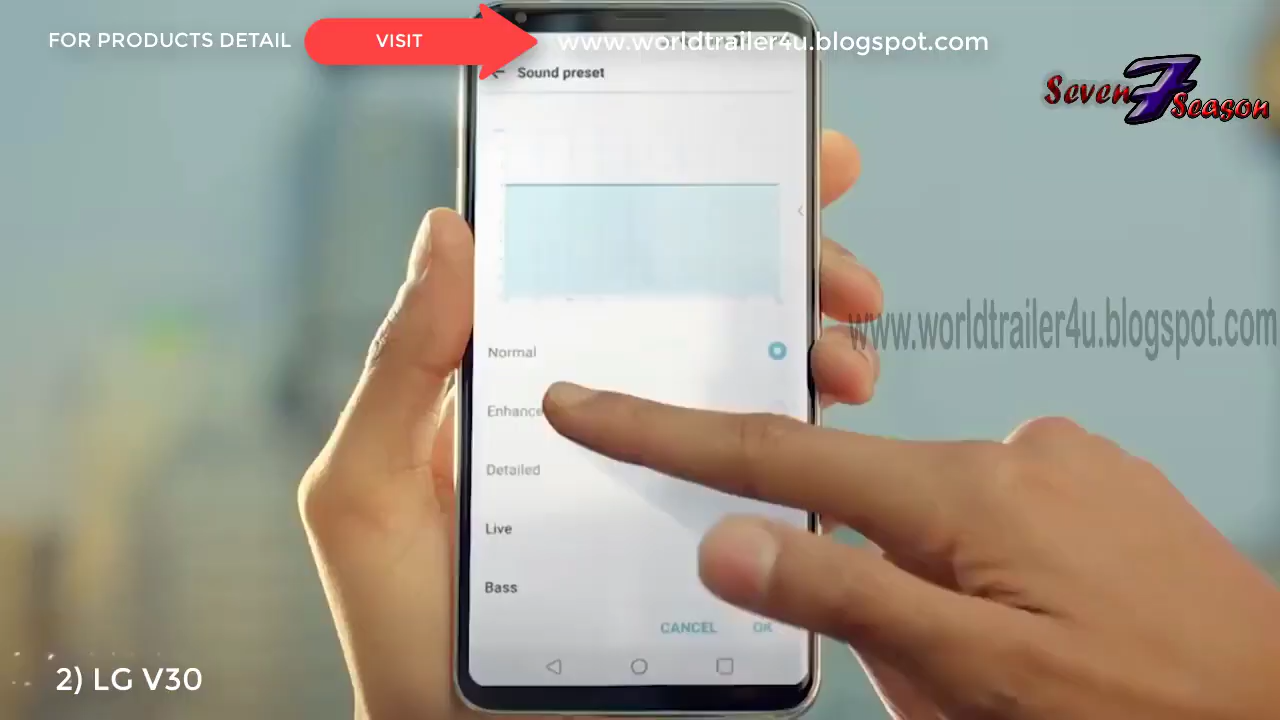 FOR PRODUCTS DETAIL
VISIT
www.worldtrailer4u.blogspot.com
Sound preset
Seven 7 Season
www.worldtrailer4u.blogspot.com
Normal
Enhance
Detailed
Live
Bass
CANCEL OK
2) LG V30